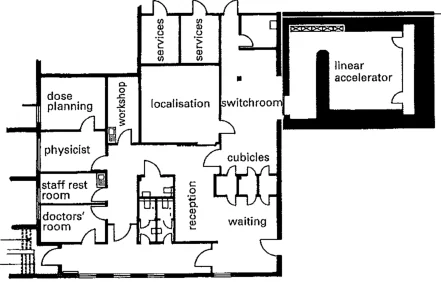 services
services
linear
accelerator
dose
planning
workshop
localisation
switchroom
physicist
cubicles
staff rest
room
reception
doctors'
room
waiting